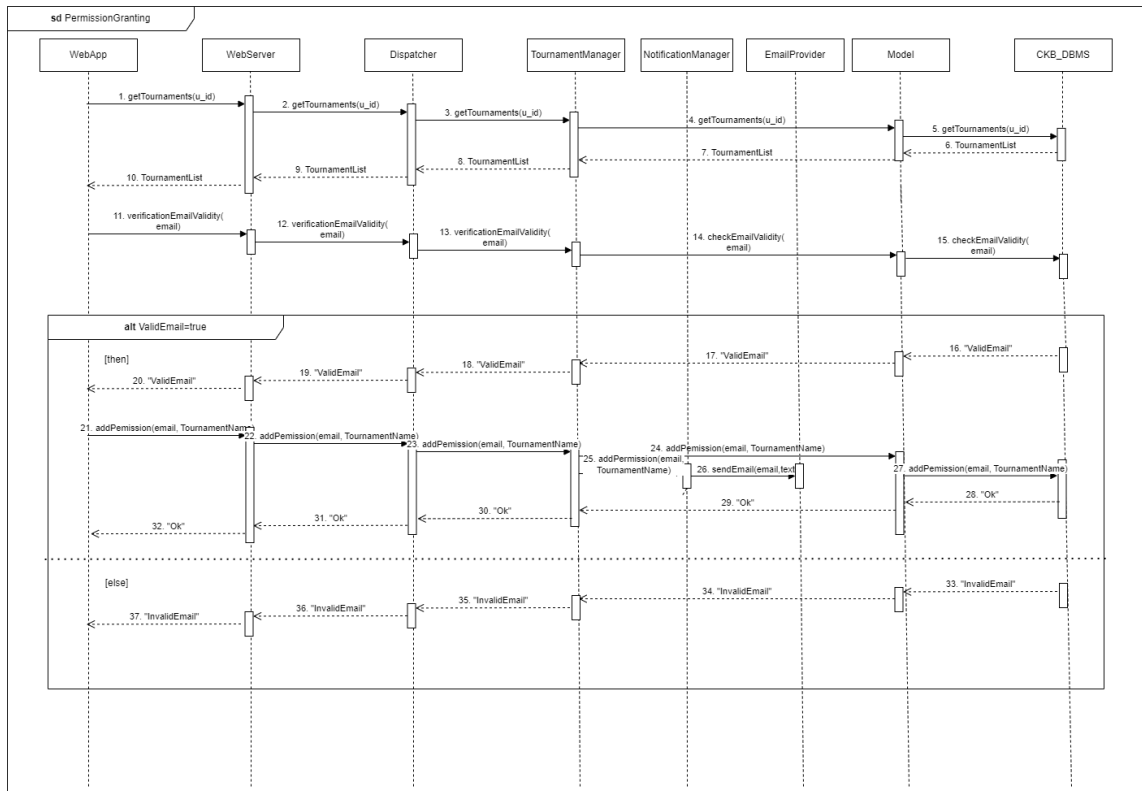 sd PermissionGranting
WebApp
WebServer
Dispatcher
TournamentManager
NotificationManager
EmailProvider
Model
CKB_DBMS
1. getTournaments(u_id)
2. getTournaments(u_id)
3. getTournaments(u_id)
4. getTournaments(u_id)
5. getTournaments(u_id)
6. TournamentList
7. TournamentList
8. TournamentList
9. TournamentList
10. TournamentList
11. verificationEmailValidity(
email)
12. verificationEmailValidity(
email)
13. verificationEmailValidity(
email)
14. checkEmailValidity(
email)
15. checkEmailValidity(
email)
alt ValidEmail=true
[then]
16. "ValidEmail"
17. "ValidEmail"
18. "ValidEmail"
19. "ValidEmail"
20. "ValidEmail"
21. addPemission(email, TournamentName)
22. addPemission(email, TournamentName)
23. addPemission(email, TournamentName)
24. addPemission(email, TournamentName)
25. addPermission(email,
TournamentName)
26. sendEmail(email,text
27. addPemission(email, TournamentName)
28. "Ok"
29. "Ok"
30. "Ok"
31. "Ok"
32. "Ok"
[else]
33. "InvalidEmail"
34. "InvalidEmail"
35. "InvalidEmail"
36. "InvalidEmail"
37. "InvalidEmail"